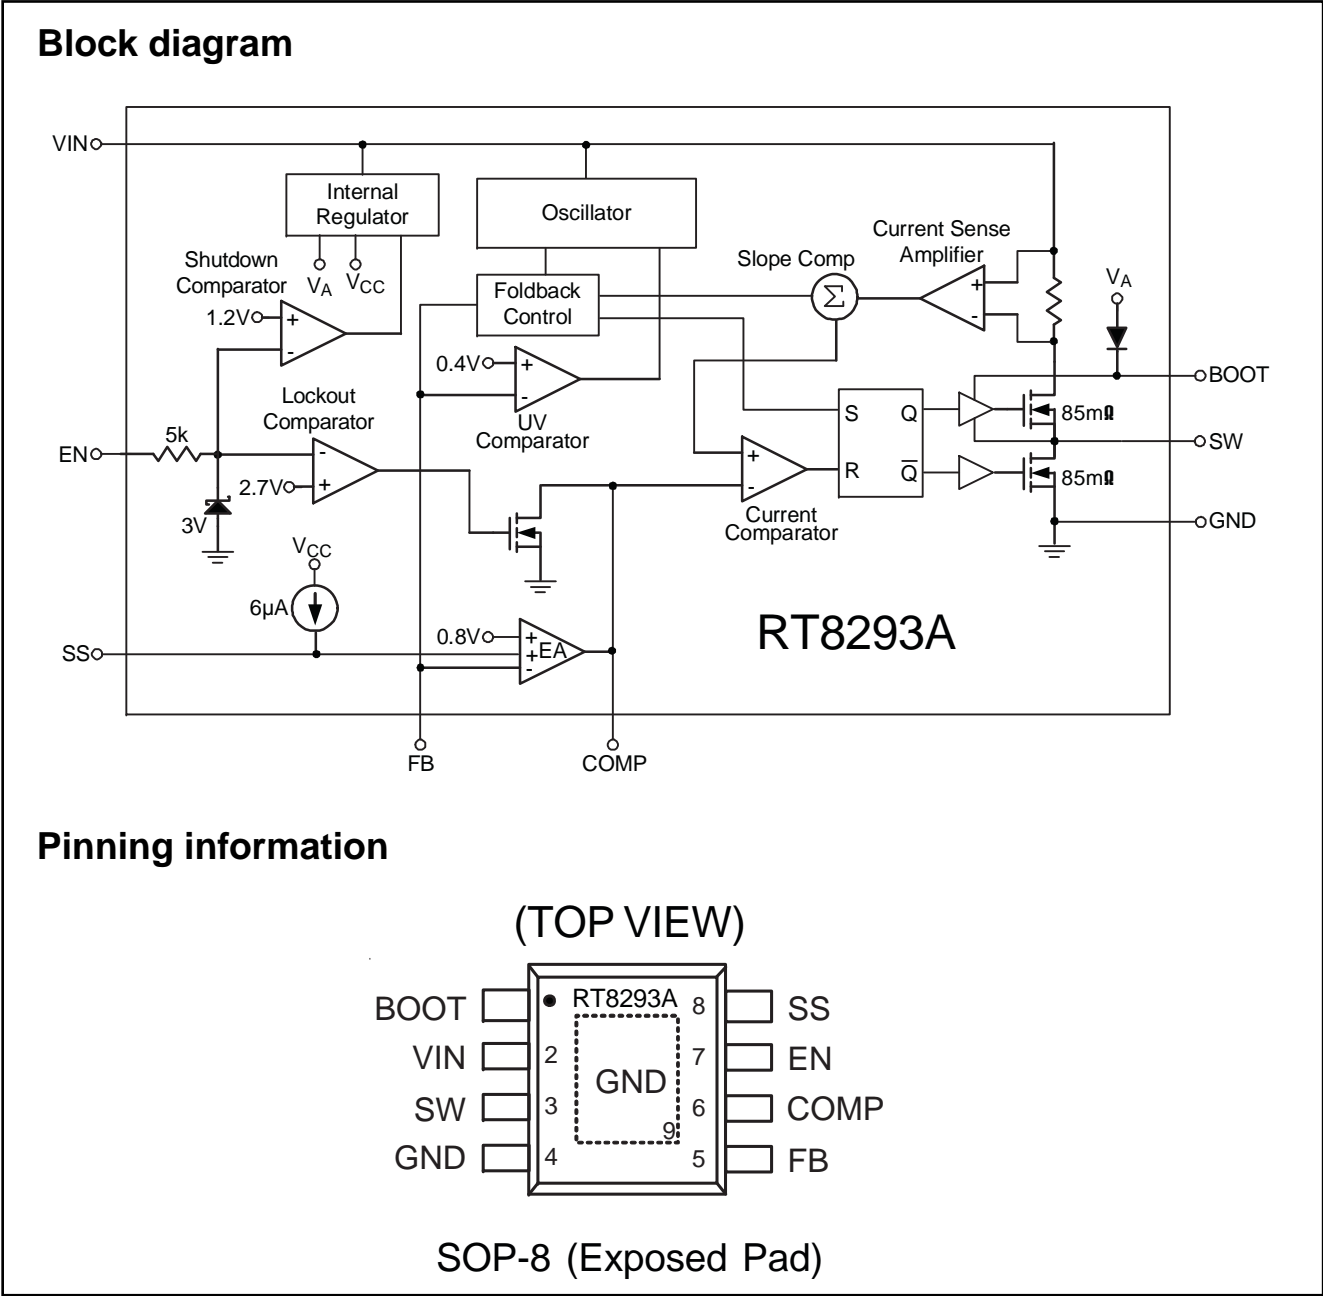 Block diagram
VIN
Internal
Regulator
Oscillator
Current Sense
Amplifier
Shutdown
Comparator
VA
VCC
Slope Comp
Foldback
Control
Σ
+
-
VA
1.2V
+
-
0.4V
+
-
UV
Comparator
BOOT
Lockout
Comparator
S
Q
85mΩ
EN
5k
-
+
2.7V
3V
+
-
Current
Comparator
R
Q̅
SW
85mΩ
GND
VCC
6µA
RT8293A
SS
0.8V
+
+
-
EA
FB
COMP
Pinning information
(TOP VIEW)
BOOT
RT8293A
8
SS
VIN
2
7
EN
GND
SW
3
6
COMP
9
GND
4
5
FB
SOP-8 (Exposed Pad)